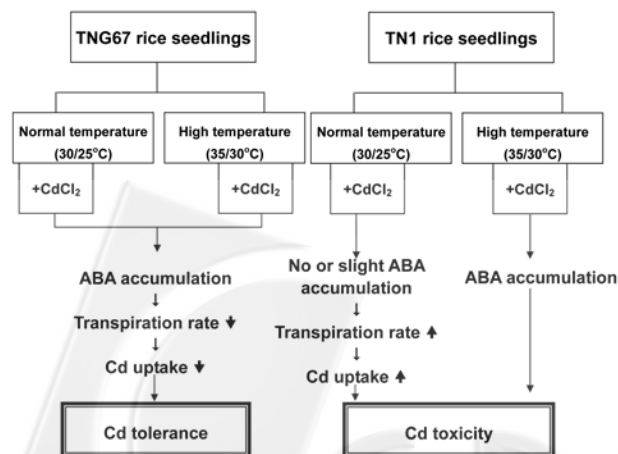 TNG67 rice seedlings
TN1 rice seedlings
Normal temperature
(30/25°C)
High temperature
(35/30°C)
Normal temperature
(30/25°C)
High temperature
(35/30°C)
+CdCl₂
+CdCl₂
+CdCl₂
+CdCl₂
ABA accumulation
↓
Transpiration rate ↓
↓
Cd uptake ↓
No or slight ABA
accumulation
↓
Transpiration rate ↑
↓
Cd uptake ↑
ABA accumulation
Cd tolerance
Cd toxicity